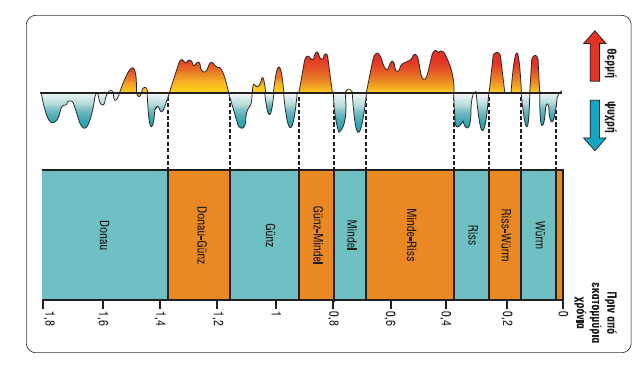 θερμή
ψυχρή
Donau
Donau-Günz
Günz
Günz-Mindel
Mindel
Minde-Riss
Riss
Riss-Würm
Würm
1,8
1,6
1,4
1,2
1
0,8
0,6
0,4
0,2
0
Πριν από
εκατομμύρια
χρόνια